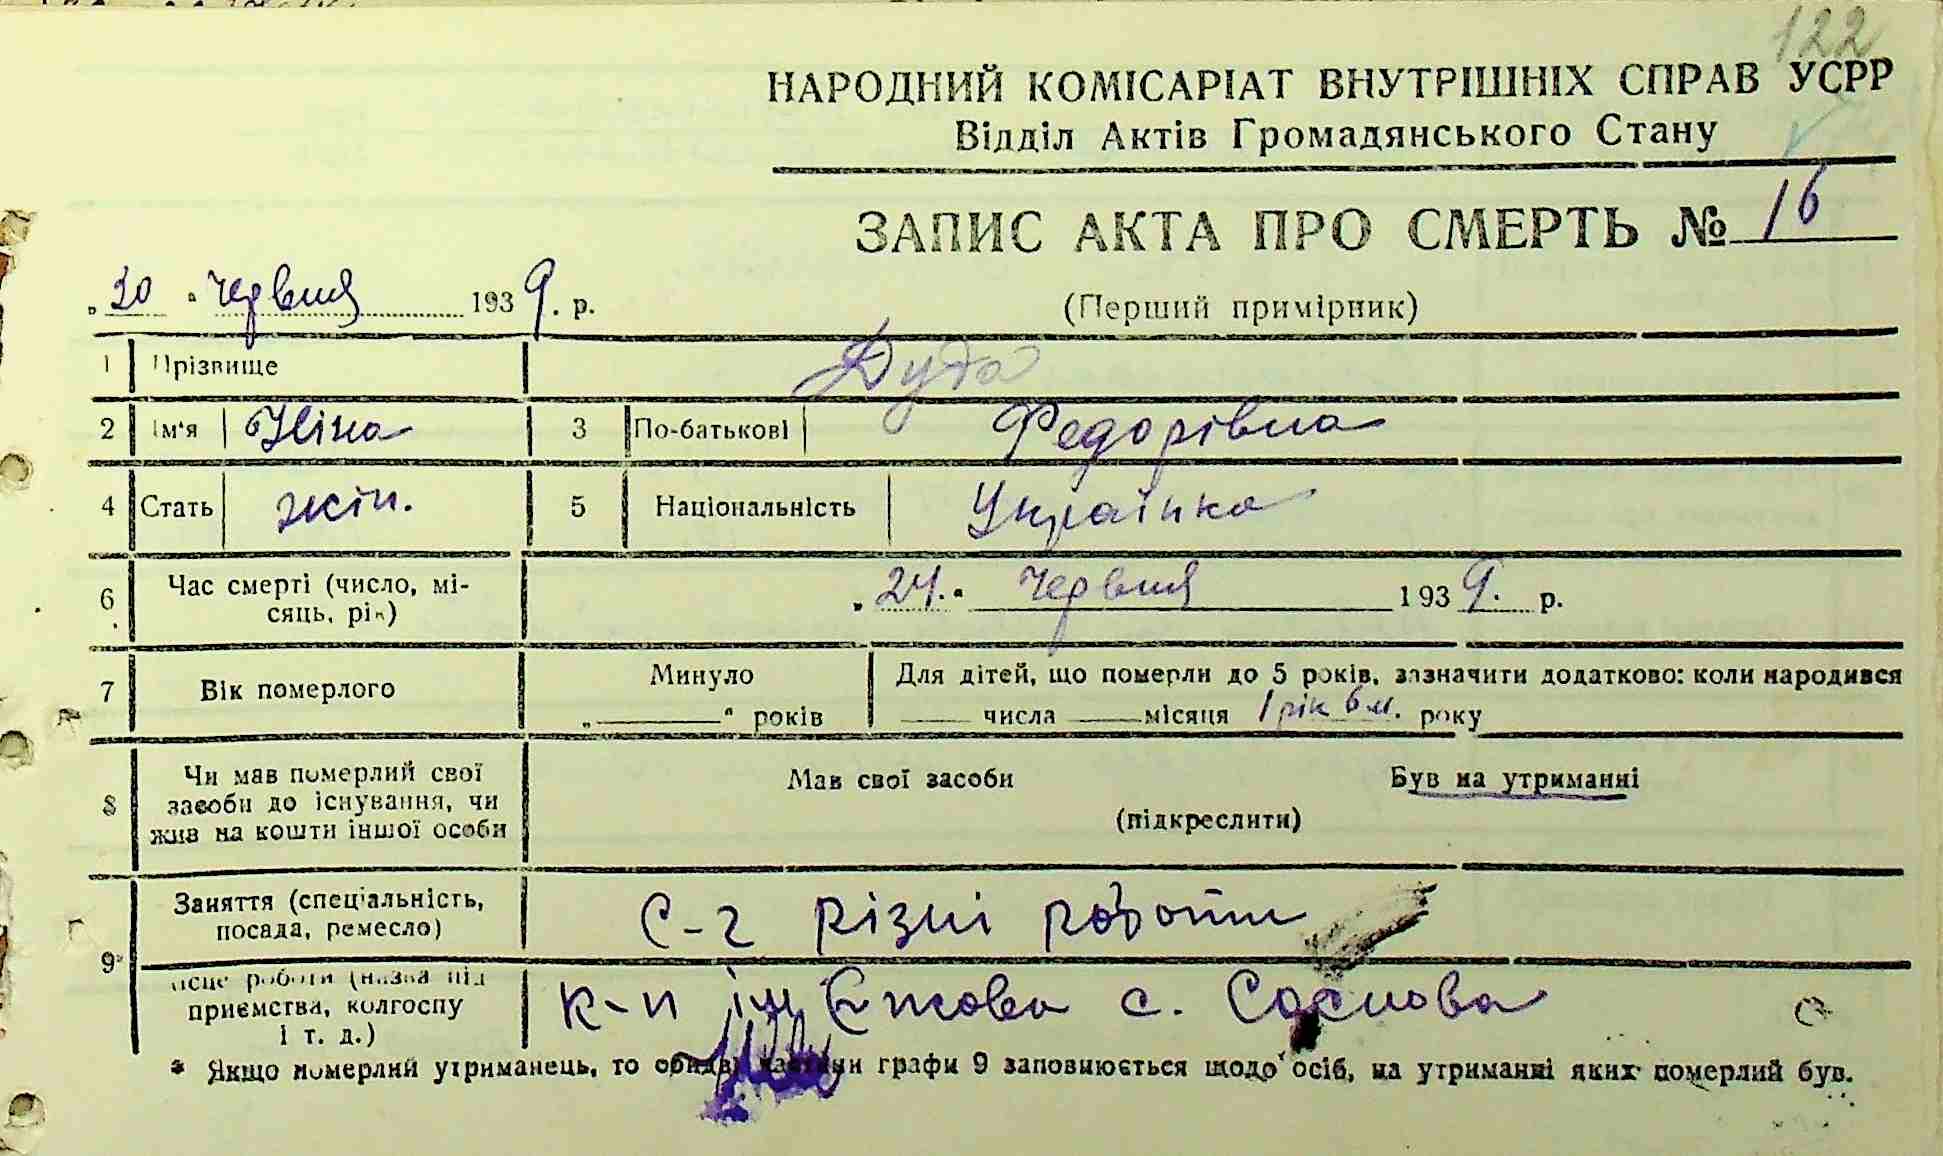 122
НАРОДНИЙ КОМІСАРІАТ ВНУТРІШНІХ СПРАВ УСРР
Відділ Актів Громадянського Стану
ЗАПИС АКТА ПРО СМЕРТЬ № 16
„30 " червня 1939. р.
(Перший примірник)
1 Прізвище Дуда
2 Ім'я Ніна 3 По-батькові Федорівна
4 Стать жін. 5 Національність Українка
6 Час смерті (число, мі-
сяць, рік) „24." червня 1939. р.
7 Вік померлого Минуло
„ " років
Для дітей, що померли до 5 років, зазначити додатково: коли народився
числа місяця 1 рік 6 м. року
8 Чи мав померлий свої
засоби до існування, чи
жив на кошти іншої особи
Мав свої засоби Був на утриманні
(підкреслити)
9* Заняття (спеціальність,
посада, ремесло) С-г різні роботи
місце роботи (назва під
приємства, колгоспу
і т. д.) к-п ім Єжова с. Соснова
* Якщо померлий утриманець, то обидві частини графи 9 заповнюється щодо осіб, на утриманні яких померлий був.